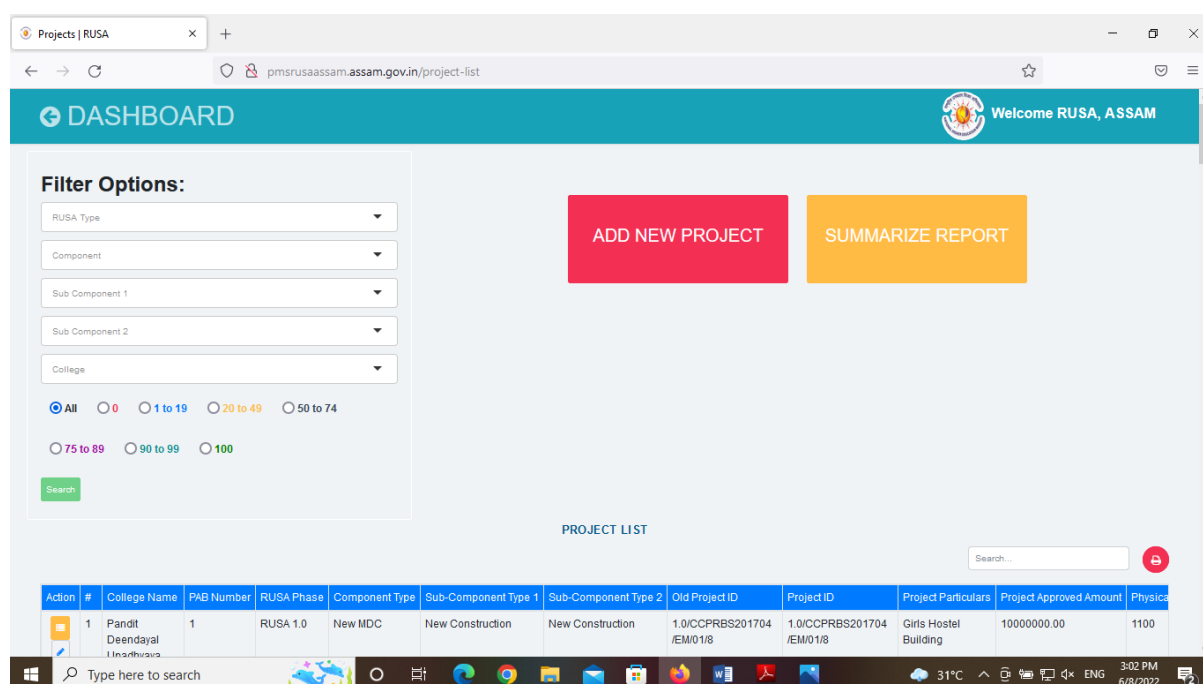 Projects | RUSA
pmsrusaassam.assam.gov.in/project-list
DASHBOARD
Welcome RUSA, ASSAM
Filter Options:
RUSA Type
Component
Sub Component 1
Sub Component 2
College
All 0 1 to 19 20 to 49 50 to 74
75 to 89 90 to 99 100
Search
ADD NEW PROJECT
SUMMARIZE REPORT
PROJECT LIST
Search...
Action # College Name PAB Number RUSA Phase Component Type Sub-Component Type 1 Sub-Component Type 2 Old Project ID Project ID Project Particulars Project Approved Amount Physica
1 Pandit 1 RUSA 1.0 New MDC New Construction New Construction 1.0/CCPRBS201704 1.0/CCPRBS201704 Girls Hostel 10000000.00 1100
Deendayal /EM/01/8 /EM/01/8 Building
Upadhyaya
Type here to search
31°C
ENG
3:02 PM
6/8/2022
2